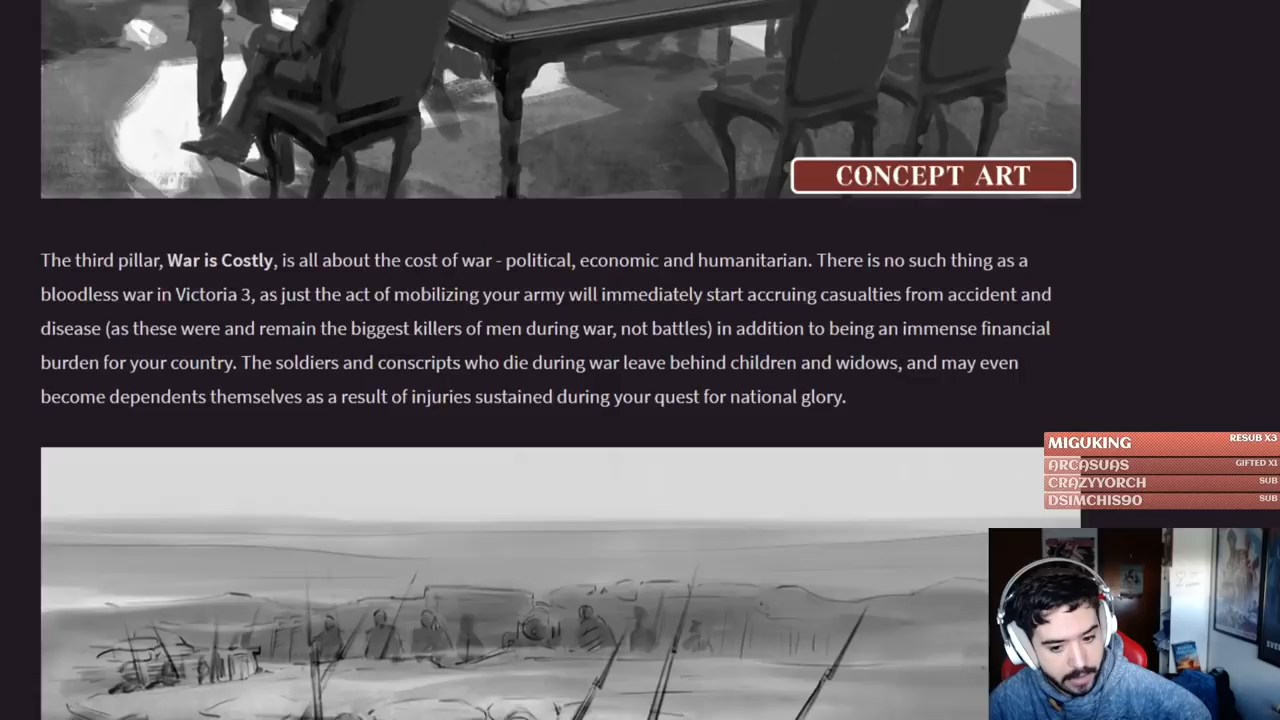 CONCEPT ART
The third pillar, War is Costly, is all about the cost of war - political, economic and humanitarian. There is no such thing as a
bloodless war in Victoria 3, as just the act of mobilizing your army will immediately start accruing casualties from accident and
disease (as these were and remain the biggest killers of men during war, not battles) in addition to being an immense financial
burden for your country. The soldiers and conscripts who die during war leave behind children and widows, and may even
become dependents themselves as a result of injuries sustained during your quest for national glory.
MIGUKING RESUB X3
ARCASUAS GIFTED X1
CRAZYYORCH SUB
DSIMCHIS90 SUB